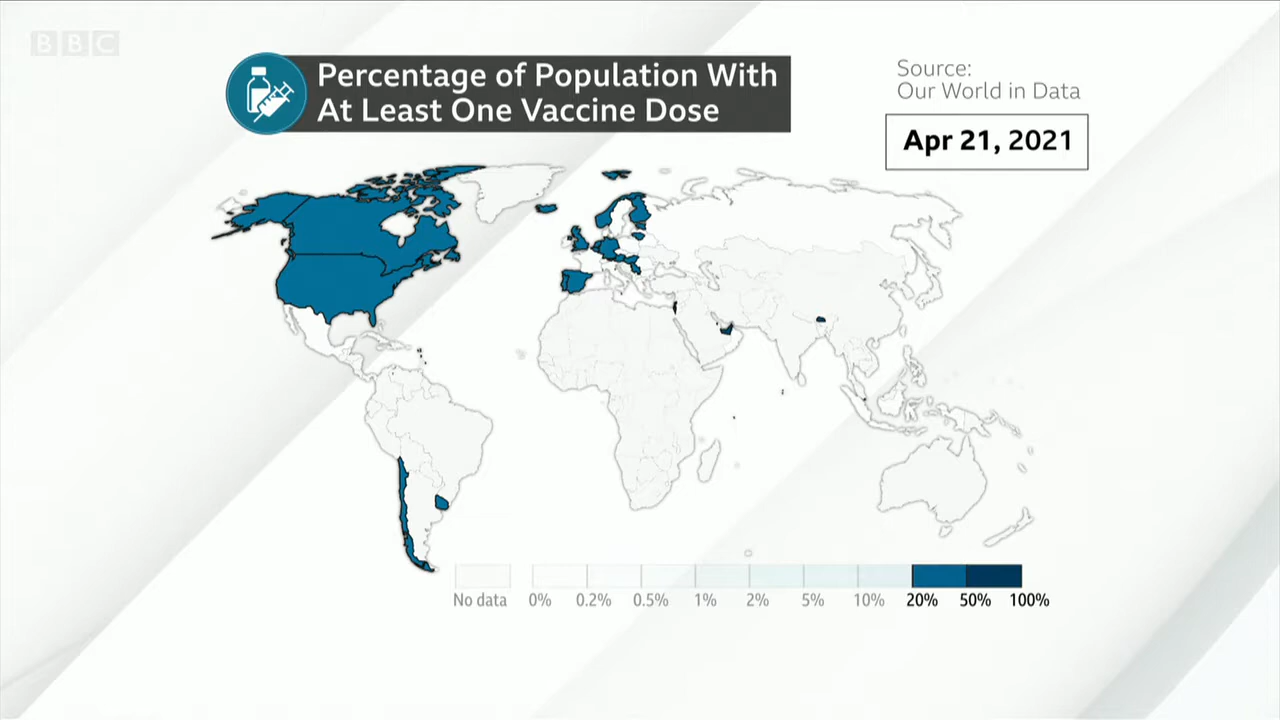 BBC
Percentage of Population With
At Least One Vaccine Dose
Source:
Our World in Data
Apr 21, 2021
No data 0% 0.2% 0.5% 1% 2% 5% 10% 20% 50% 100%